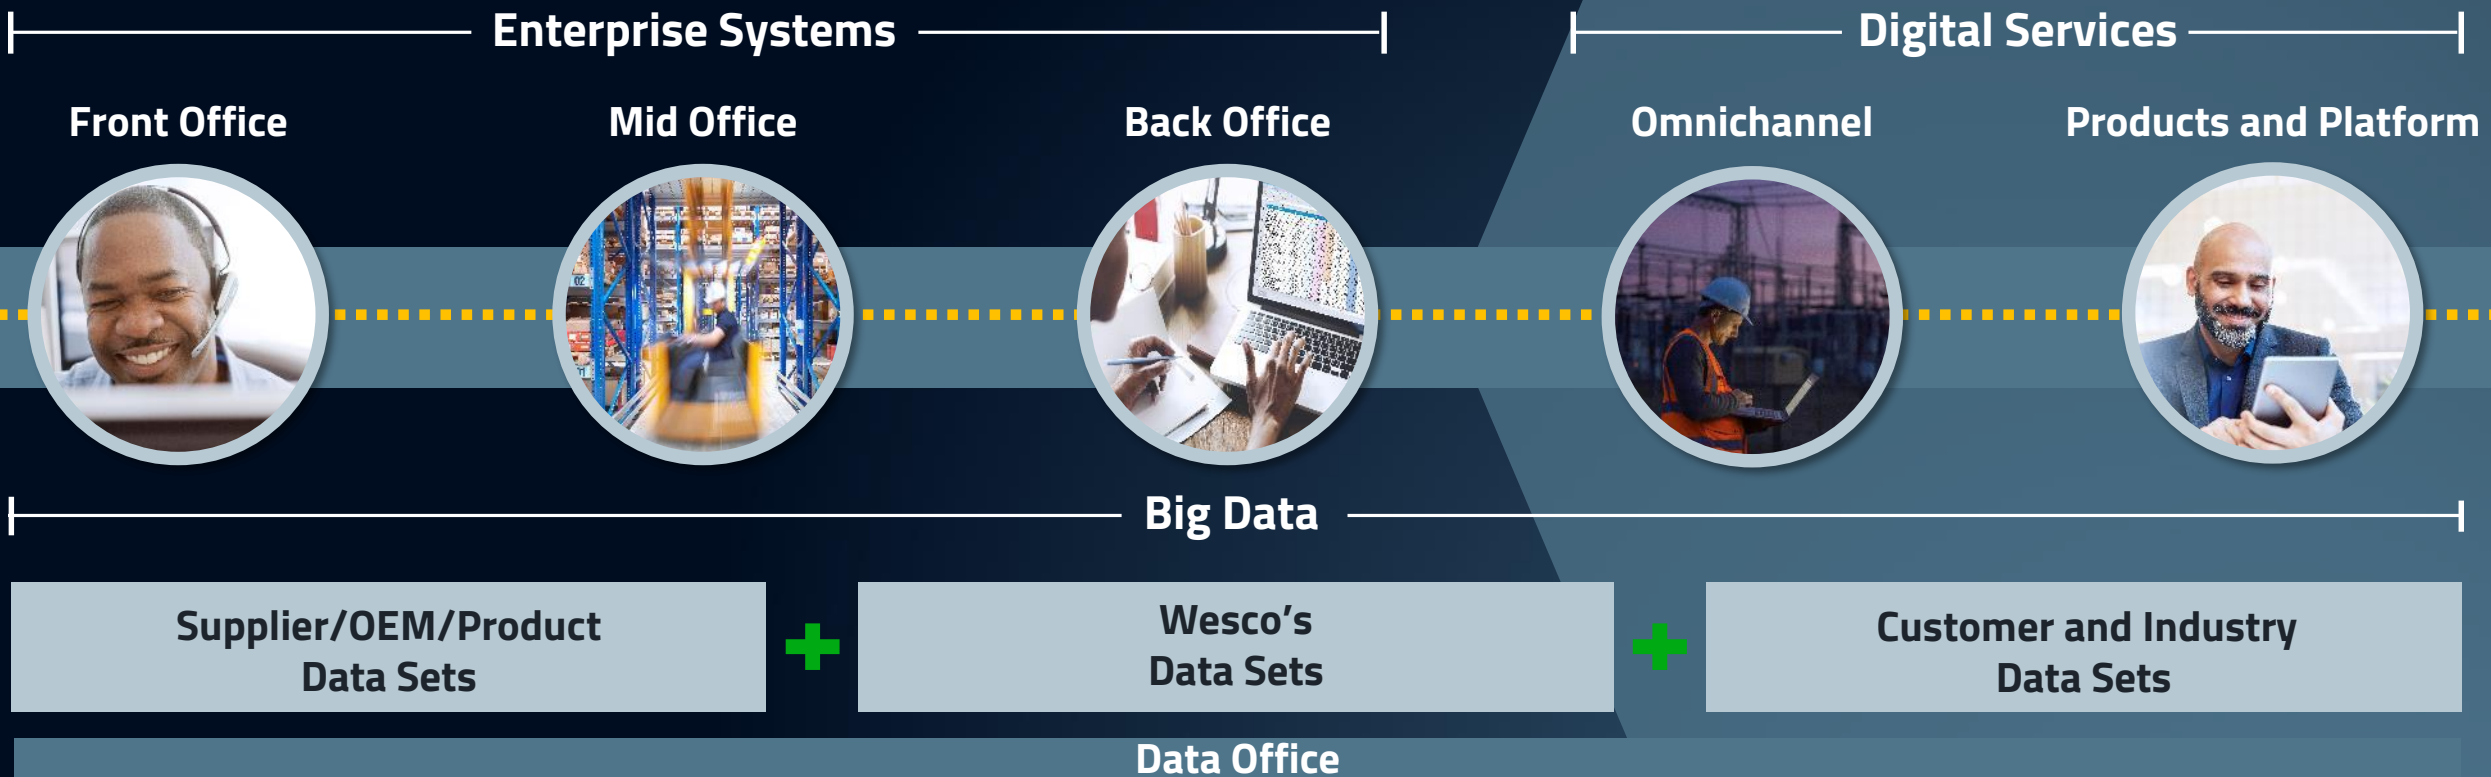 Enterprise Systems
Digital Services
Front Office
Mid Office
Back Office
Omnichannel
Products and Platform
02
Big Data
Supplier/OEM/Product
Data Sets
Wesco's
Data Sets
Customer and Industry
Data Sets
Data Office